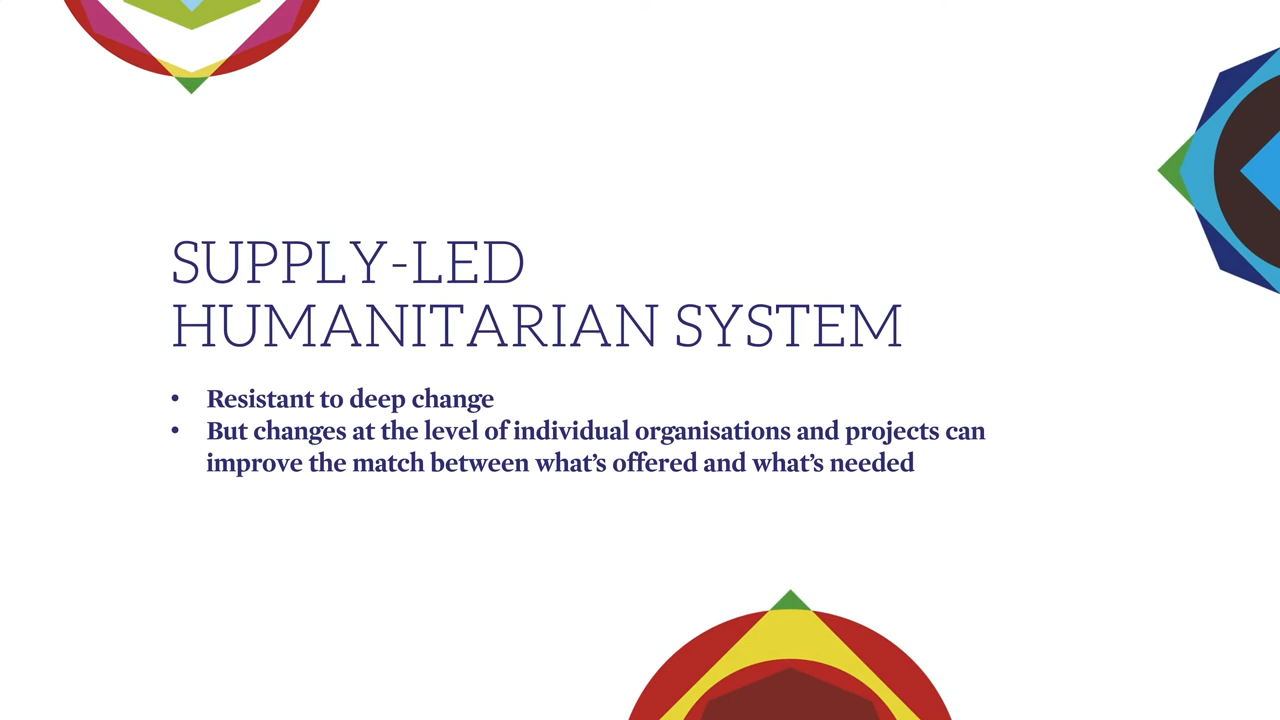 SUPPLY-LED
HUMANITARIAN SYSTEM
• Resistant to deep change
• But changes at the level of individual organisations and projects can
improve the match between what’s offered and what’s needed